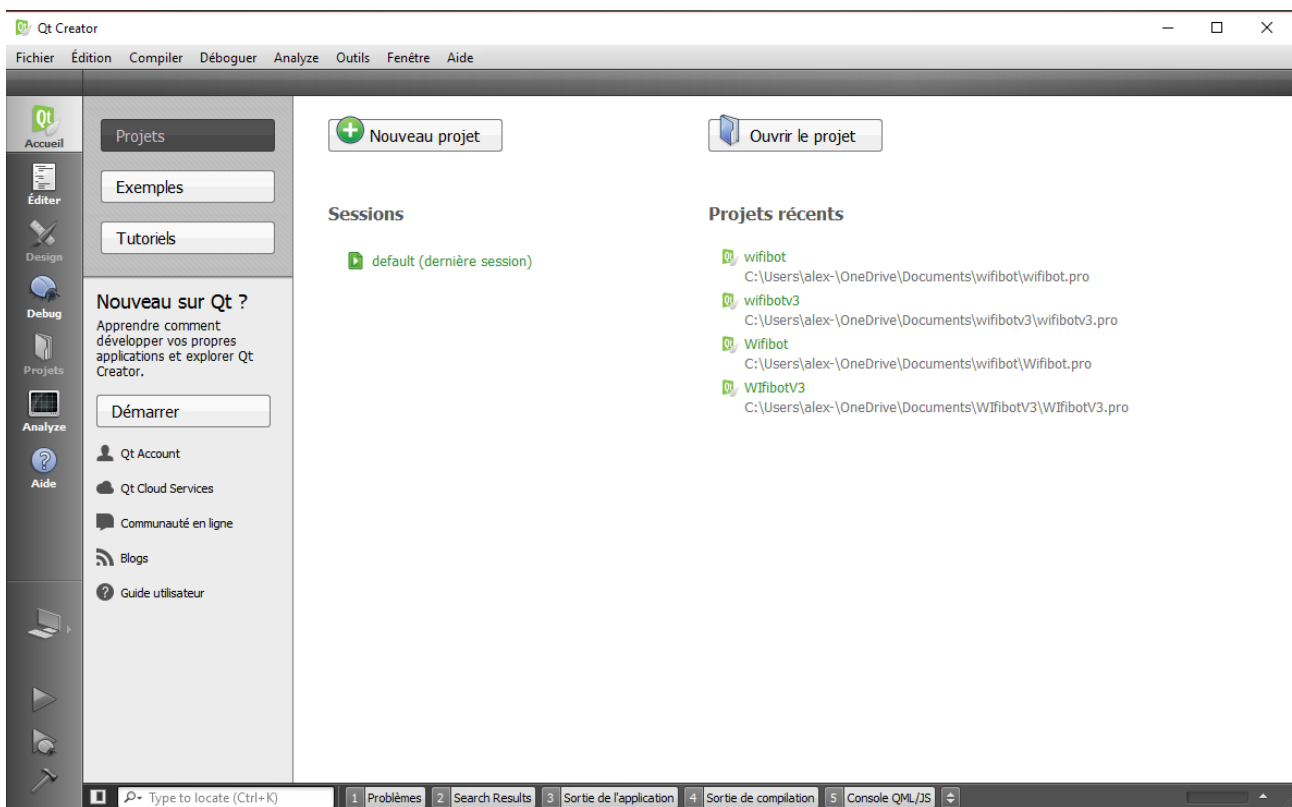 Qt Creator
Fichier Édition Compiler Déboguer Analyze Outils Fenêtre Aide
Qt
Accueil
Éditer
Design
Debug
Projets
Analyze
Aide
Projets
Exemples
Tutoriels
Nouveau sur Qt ?
Apprendre comment
développer vos propres
applications et explorer Qt
Creator.
Démarrer
Qt Account
Qt Cloud Services
Communauté en ligne
Blogs
Guide utilisateur
Nouveau projet
Ouvrir le projet
Sessions
default (dernière session)
Projets récents
wifibot
C:\Users\alex-\OneDrive\Documents\wifibot\wifibot.pro
wifibotv3
C:\Users\alex-\OneDrive\Documents\wifibotv3\wifibotv3.pro
Wifibot
C:\Users\alex-\OneDrive\Documents\wifibot\Wifibot.pro
WIfibotV3
C:\Users\alex-\OneDrive\Documents\WIfibotV3\WIfibotV3.pro
Type to locate (Ctrl+K)
1 Problèmes 2 Search Results 3 Sortie de l'application 4 Sortie de compilation 5 Console QML/JS